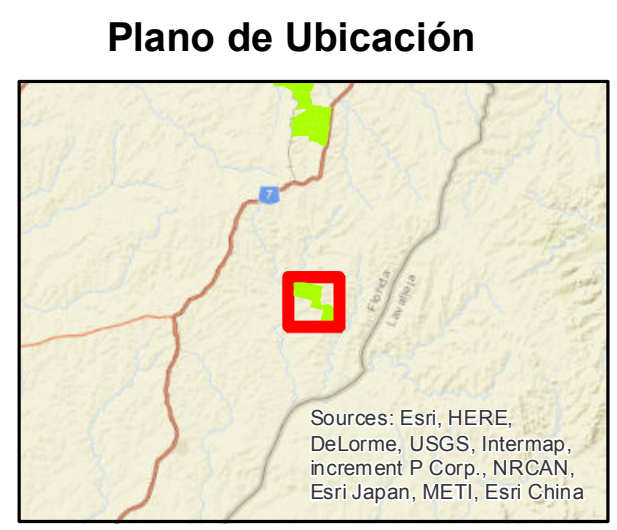 Plano de Ubicación
7
Florida
Lavalleja
Sources: Esri, HERE,
DeLorme, USGS, Intermap,
increment P Corp., NRCAN,
Esri Japan, METI, Esri China